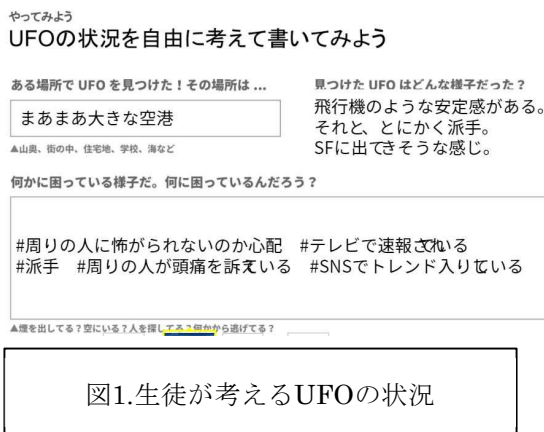 やってみよう
UFOの状況を自由に考えて書いてみよう
ある場所で UFO を見つけた！その場所は ...
まあまあ大きな空港
▲山奥、街の中、住宅地、学校、海など
見つけた UFO はどんな様子だった？
飛行機のような安定感がある。
それと、とにかく派手。
SFに出てきそうな感じ。
何かに困っている様子だ。何に困っているんだろう？
#周りの人に怖がられないのか心配 #テレビで速報されている
#派手 #周りの人が頭痛を訴えている #SNSでトレンド入りしている
▲煙を出してる？空にいる？人を探してる？何かから逃げてる？
図1.生徒が考えるUFOの状況